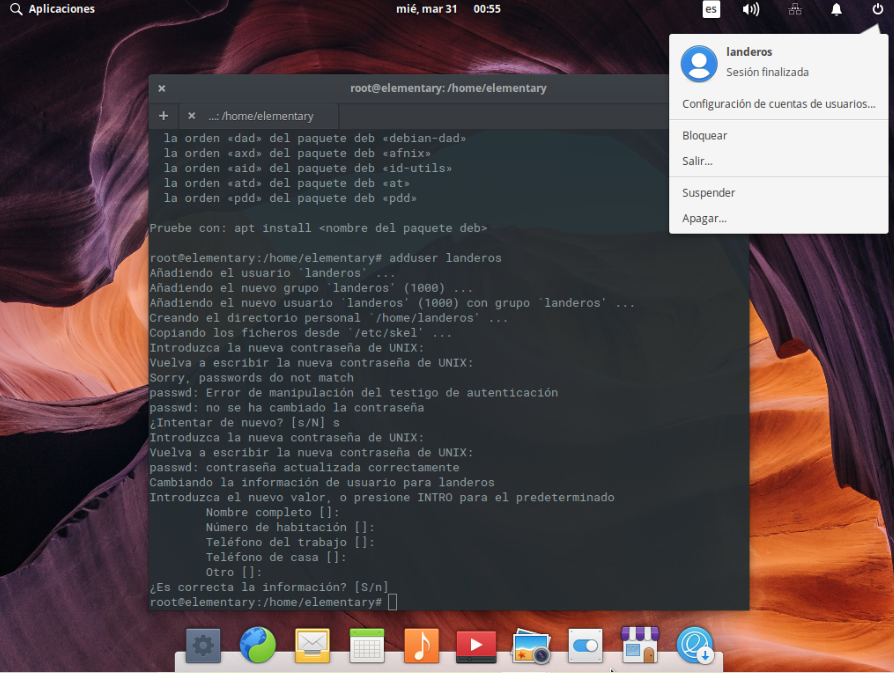 Aplicaciones
mié, mar 31 00:55
es
landeros
Sesión finalizada
Configuración de cuentas de usuarios...
Bloquear
Salir...
Suspender
Apagar...
root@elementary: /home/elementary
...: /home/elementary
la orden «dad» del paquete deb «debian-dad»
la orden «axd» del paquete deb «afnix»
la orden «aid» del paquete deb «id-utils»
la orden «atd» del paquete deb «at»
la orden «pdd» del paquete deb «pdd»
Pruebe con: apt install <nombre del paquete deb>
root@elementary:/home/elementary# adduser landeros
Añadiendo el usuario `landeros' ...
Añadiendo el nuevo grupo `landeros' (1000) ...
Añadiendo el nuevo usuario `landeros' (1000) con grupo `landeros' ...
Creando el directorio personal `/home/landeros' ...
Copiando los ficheros desde `/etc/skel' ...
Introduzca la nueva contraseña de UNIX:
Vuelva a escribir la nueva contraseña de UNIX:
Sorry, passwords do not match
passwd: Error de manipulación del testigo de autenticación
passwd: no se ha cambiado la contraseña
¿Intentar de nuevo? [s/N] s
Introduzca la nueva contraseña de UNIX:
Vuelva a escribir la nueva contraseña de UNIX:
passwd: contraseña actualizada correctamente
Cambiando la información de usuario para landeros
Introduzca el nuevo valor, o presione INTRO para el predeterminado
Nombre completo []:
Número de habitación []:
Teléfono del trabajo []:
Teléfono de casa []:
Otro []:
¿Es correcta la información? [S/n]
root@elementary:/home/elementary#